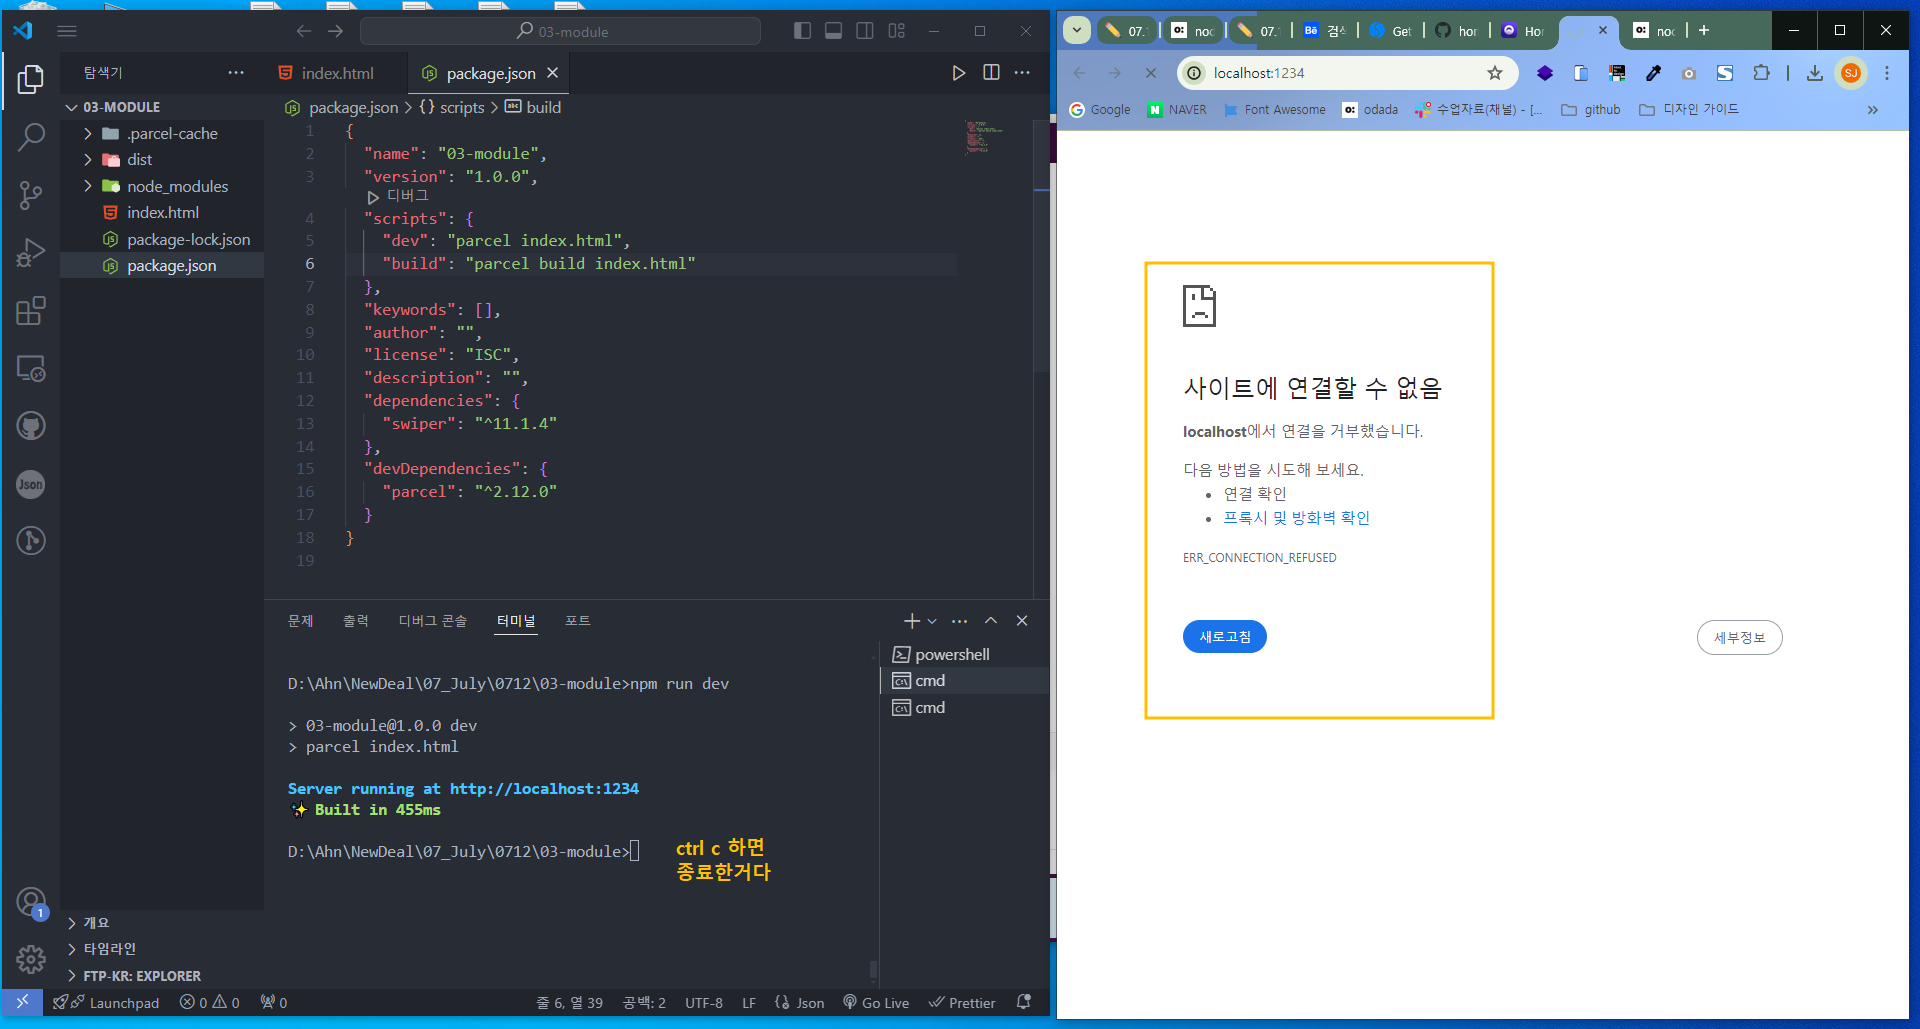 03-module
탐색기
index.html
package.json
03-MODULE
.parcel-cache
dist
node_modules
index.html
package-lock.json
package.json
package.json > {} scripts > abc build
1 {
2 "name": "03-module",
3 "version": "1.0.0",
디버그
4 "scripts": {
5 "dev": "parcel index.html",
6 "build": "parcel build index.html"
7 },
8 "keywords": [],
9 "author": "",
10 "license": "ISC",
11 "description": "",
12 "dependencies": {
13 "swiper": "^11.1.4"
14 },
15 "devDependencies": {
16 "parcel": "^2.12.0"
17 }
18 }
19
Json
문제 출력 디버그 콘솔 터미널 포트
powershell
cmd
cmd
D:\Ahn\NewDeal\07_July\0712\03-module>npm run dev
> 03-module@1.0.0 dev
> parcel index.html
Server running at http://localhost:1234
✨ Built in 455ms
D:\Ahn\NewDeal\07_July\0712\03-module>
ctrl c 하면
종료한거다
1
개요
타임라인
FTP-KR: EXPLORER
Launchpad 0 0 0
줄 6, 열 39 공백: 2 UTF-8 LF Json Go Live Prettier
07. noc 07. Bē 검색 Get hor Hor noc
localhost:1234
SJ
Google NAVER Font Awesome odada 수업자료(채널) - [... github 디자인 가이드
사이트에 연결할 수 없음
localhost에서 연결을 거부했습니다.
다음 방법을 시도해 보세요.
• 연결 확인
• 프록시 및 방화벽 확인
ERR_CONNECTION_REFUSED
새로고침
세부정보